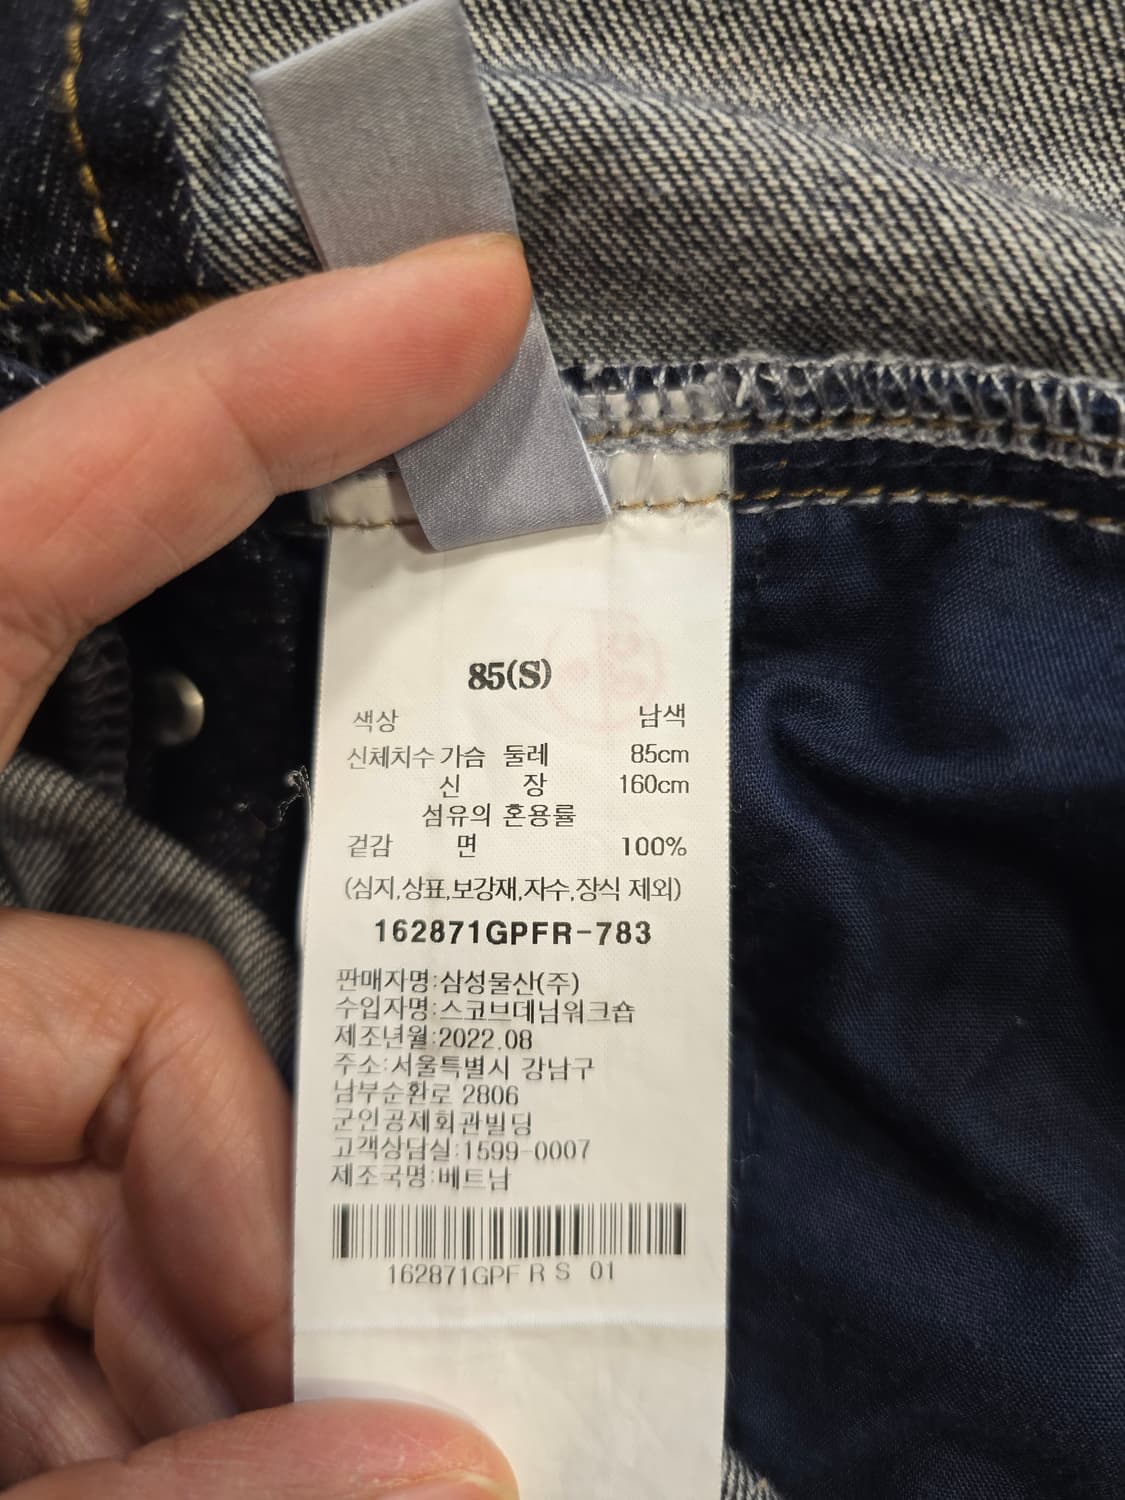 85(S)
색상 남색
신체치수 가슴 둘레 85cm
신 장 160cm
섬유의 혼용률
겉감 면 100%
(심지,상표,보강재,자수,장식 제외)
162871GPFR-783
판매자명:삼성물산(주)
수입자명:스코브데님워크숍
제조년월:2022.08
주소:서울특별시 강남구
남부순환로 2806
군인공제회관빌딩
고객상담실:1599-0007
제조국명:베트남
162871GPF R S 01